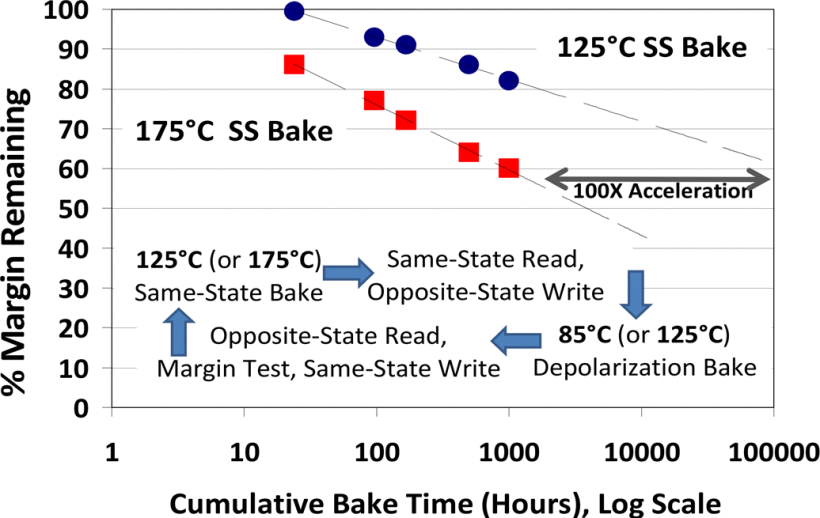 100
90
80
70
60
50
40
30
20
10
0
% Margin Remaining
125°C SS Bake
175°C SS Bake
100X Acceleration
125°C (or 175°C)
Same-State Bake
Same-State Read,
Opposite-State Write
85°C (or 125°C)
Depolarization Bake
Opposite-State Read,
Margin Test, Same-State Write
1
10
100
1000
10000
100000
Cumulative Bake Time (Hours), Log Scale